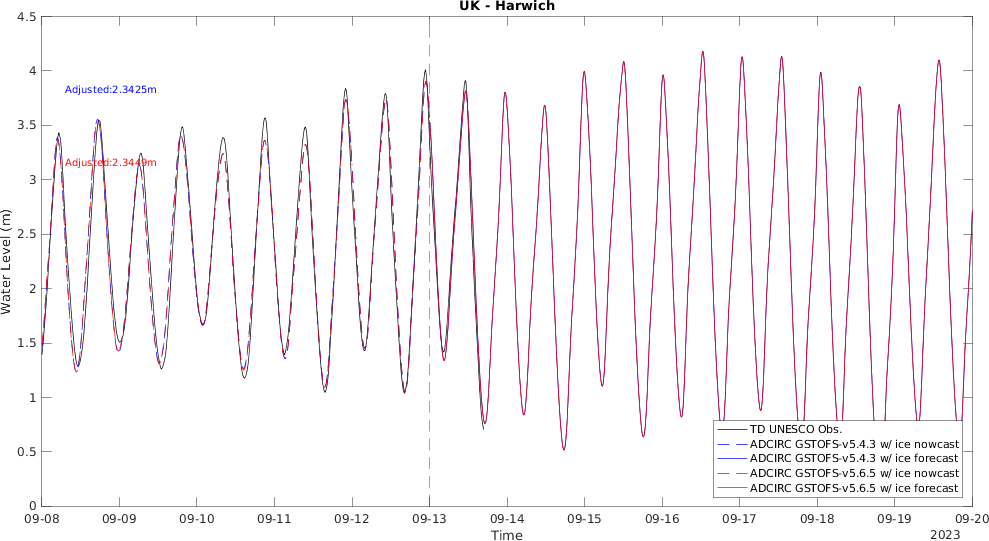 UK - Harwich
4.5
4
3.5
3
2.5
2
1.5
1
0.5
0
Water Level (m)
Adjusted:2.3425m
Adjusted:2.3449m
TD UNESCO Obs.
ADCIRC GSTOFS-v5.4.3 w/ ice nowcast
ADCIRC GSTOFS-v5.4.3 w/ ice forecast
ADCIRC GSTOFS-v5.6.5 w/ ice nowcast
ADCIRC GSTOFS-v5.6.5 w/ ice forecast
09-08 09-09 09-10 09-11 09-12 09-13 09-14 09-15 09-16 09-17 09-18 09-19 09-20
Time
2023